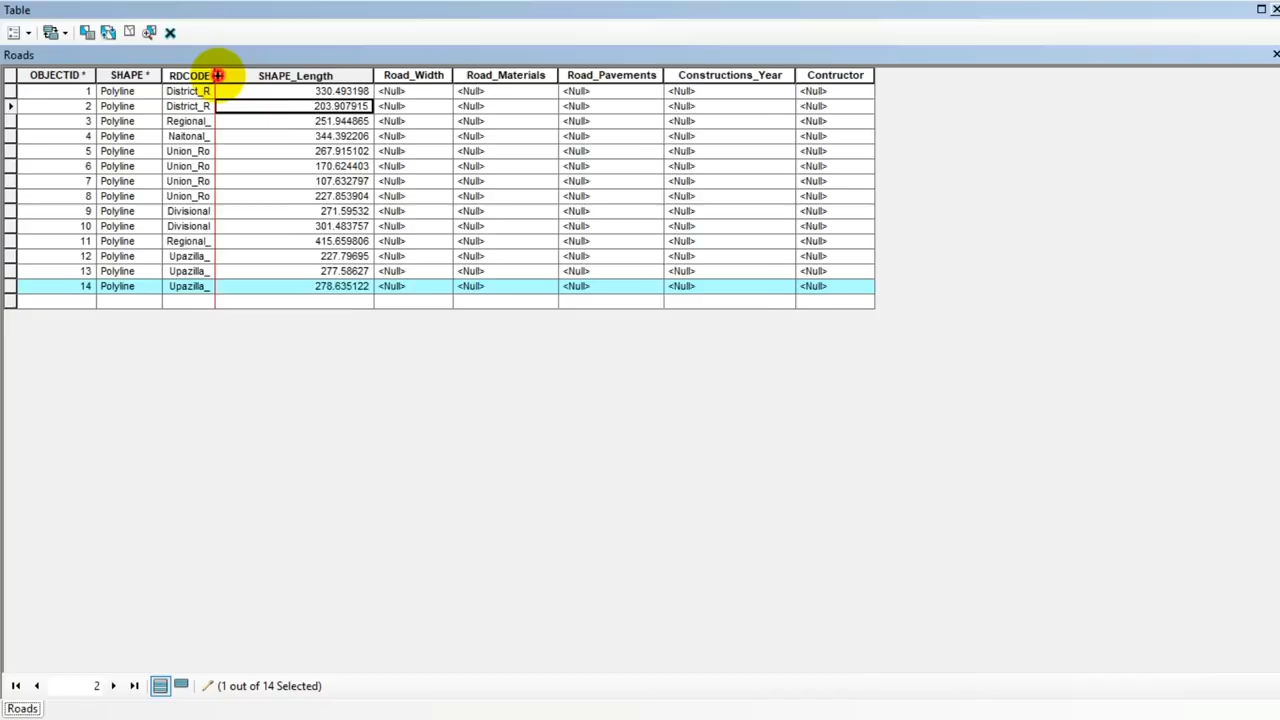 Table
Roads
OBJECTID * SHAPE * RDCODE SHAPE_Length Road_Width Road_Materials Road_Pavements Constructions_Year Contructor
1 Polyline District_R 330.493198 <Null> <Null> <Null> <Null> <Null>
2 Polyline District_R 203.907915 <Null> <Null> <Null> <Null> <Null>
3 Polyline Regional_ 251.944865 <Null> <Null> <Null> <Null> <Null>
4 Polyline Naitonal_ 344.392206 <Null> <Null> <Null> <Null> <Null>
5 Polyline Union_Ro 267.915102 <Null> <Null> <Null> <Null> <Null>
6 Polyline Union_Ro 170.624403 <Null> <Null> <Null> <Null> <Null>
7 Polyline Union_Ro 107.632797 <Null> <Null> <Null> <Null> <Null>
8 Polyline Union_Ro 227.853904 <Null> <Null> <Null> <Null> <Null>
9 Polyline Divisional 271.59532 <Null> <Null> <Null> <Null> <Null>
10 Polyline Divisional 301.483757 <Null> <Null> <Null> <Null> <Null>
11 Polyline Regional_ 415.659806 <Null> <Null> <Null> <Null> <Null>
12 Polyline Upazilla_ 227.79695 <Null> <Null> <Null> <Null> <Null>
13 Polyline Upazilla_ 277.58627 <Null> <Null> <Null> <Null> <Null>
14 Polyline Upazilla_ 278.635122 <Null> <Null> <Null> <Null> <Null>
2 (1 out of 14 Selected)
Roads